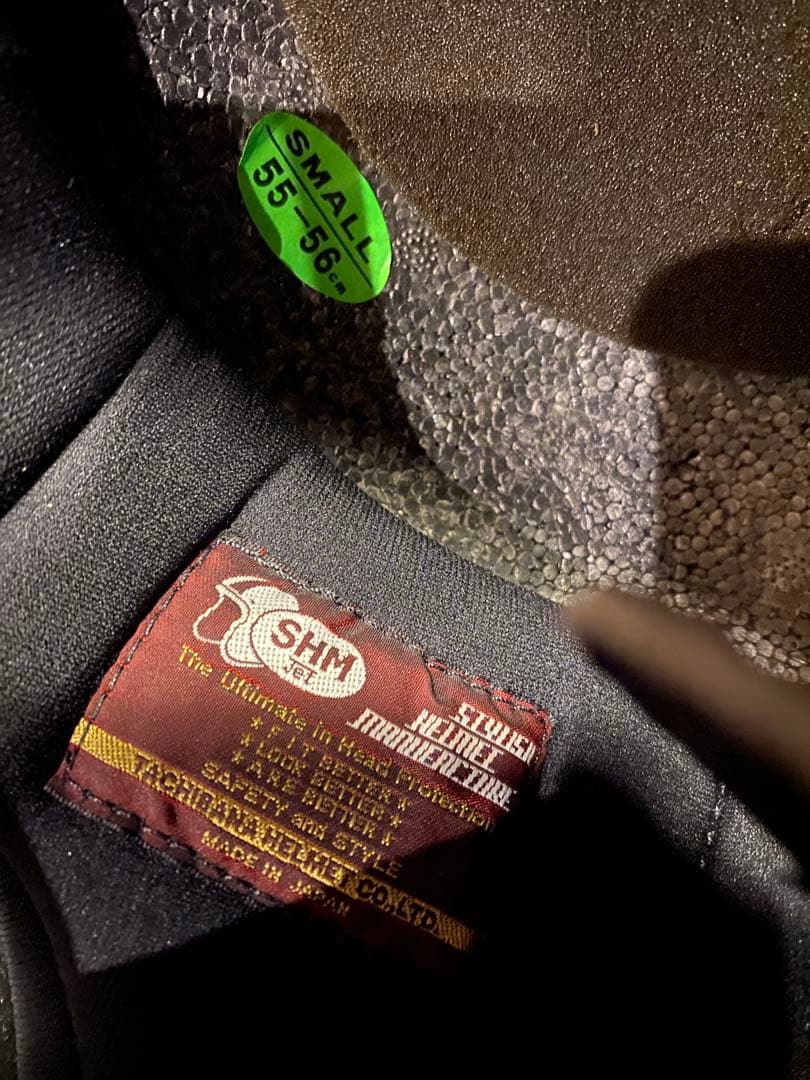 SMALL
55-56cm
SHM
JET
STYLISH
HELMET
MANUFACTURE
The Ultimate in Head Protection
★ FIT BETTER ★
★ LOOK BETTER ★
★ ARE BETTER ★
SAFETY and STYLE
TACHIBANA HELMET CO.,LTD.
MADE IN JAPAN